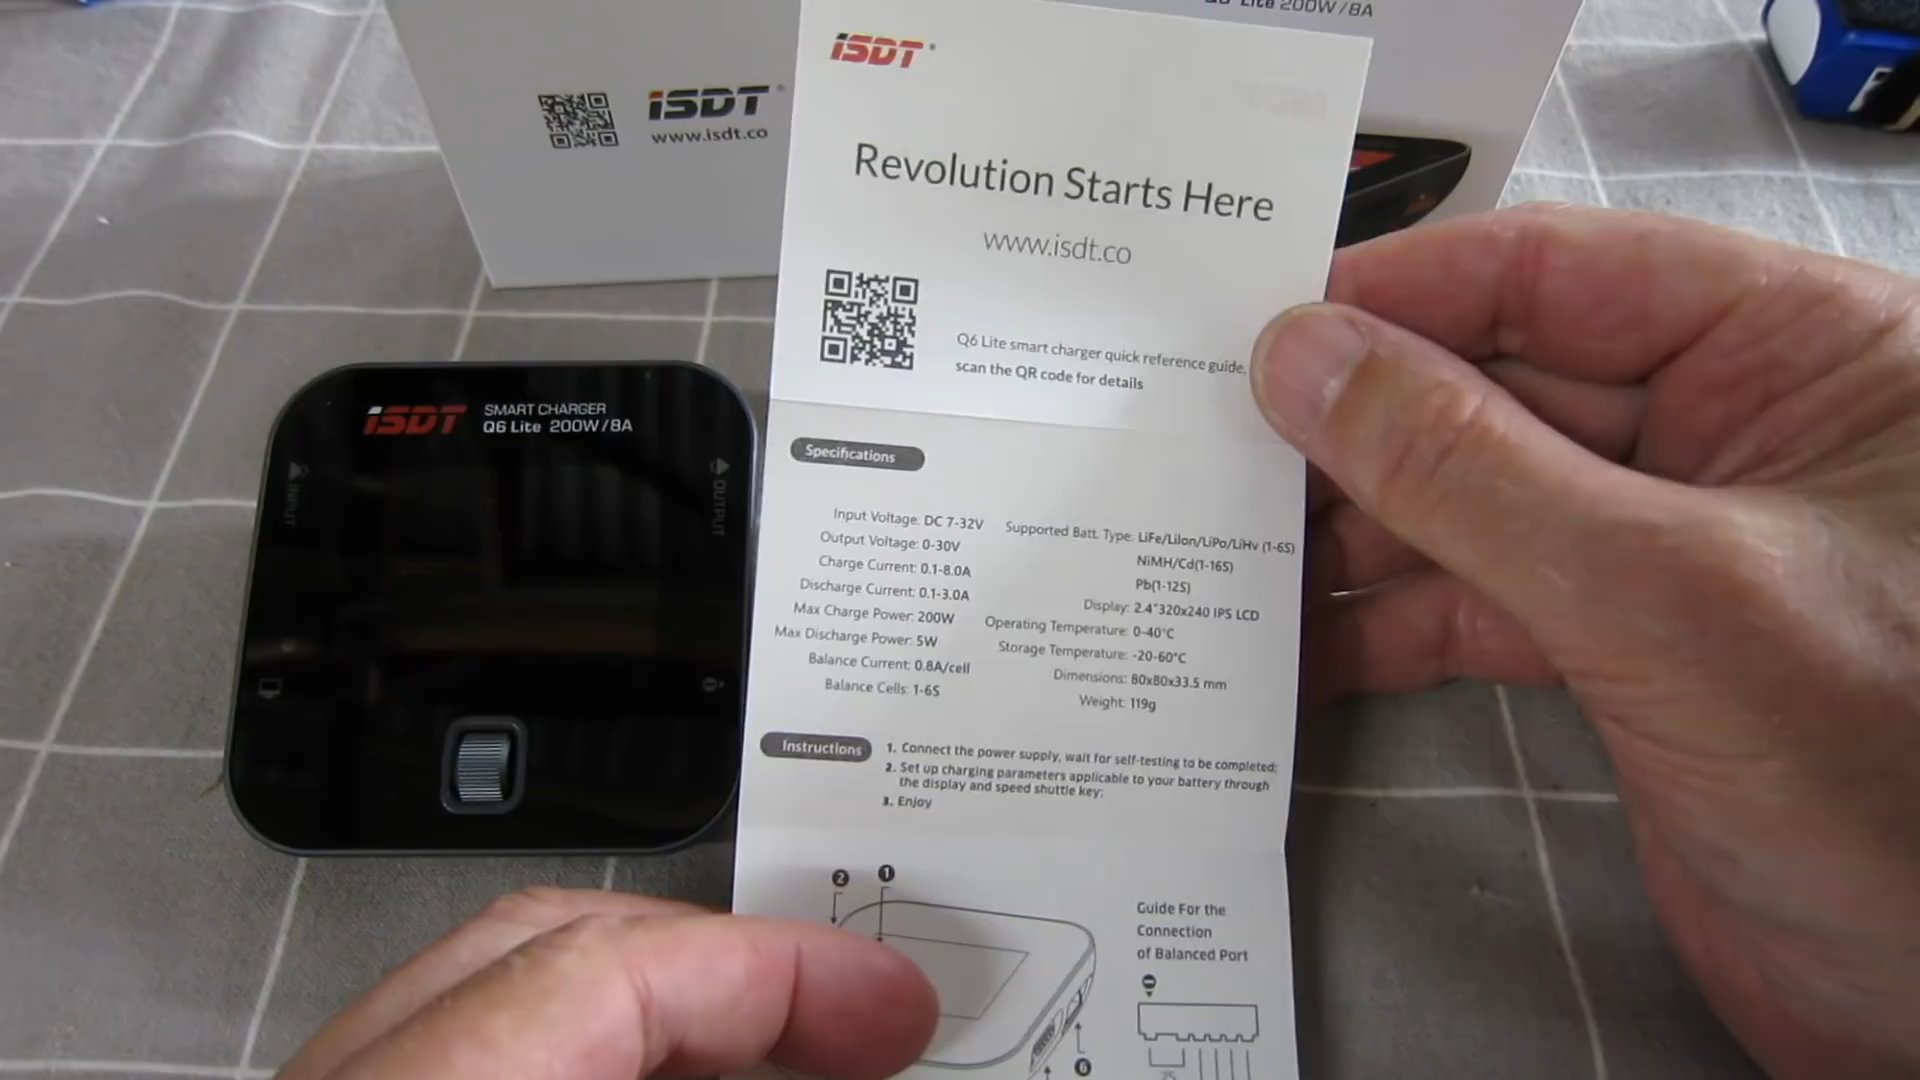 Q6 Lite 200W/8A
ISDT
www.isdt.co
ISDT
Revolution Starts Here
www.isdt.co
Q6 Lite smart charger quick reference guide,
scan the QR code for details
ISDT
SMART CHARGER
Q6 Lite 200W/8A
INPUT
OUTPUT
Specifications
Input Voltage: DC 7-32V
Output Voltage: 0-30V
Charge Current: 0.1-8.0A
Discharge Current: 0.1-3.0A
Max Charge Power: 200W
Max Discharge Power: 5W
Balance Current: 0.8A/cell
Balance Cells: 1-6S
Supported Batt. Type: LiFe/LiIon/LiPo/LiHv (1-6S)
NiMH/Cd(1-16S)
Pb(1-12S)
Display: 2.4"320x240 IPS LCD
Operating Temperature: 0-40°C
Storage Temperature: -20-60°C
Dimensions: 80x80x33.5 mm
Weight: 119g
Instructions
1. Connect the power supply, wait for self-testing to be completed;
2. Set up charging parameters applicable to your battery through
the display and speed shuttle key;
3. Enjoy
2
1
6
Guide For the
Connection
of Balanced Port